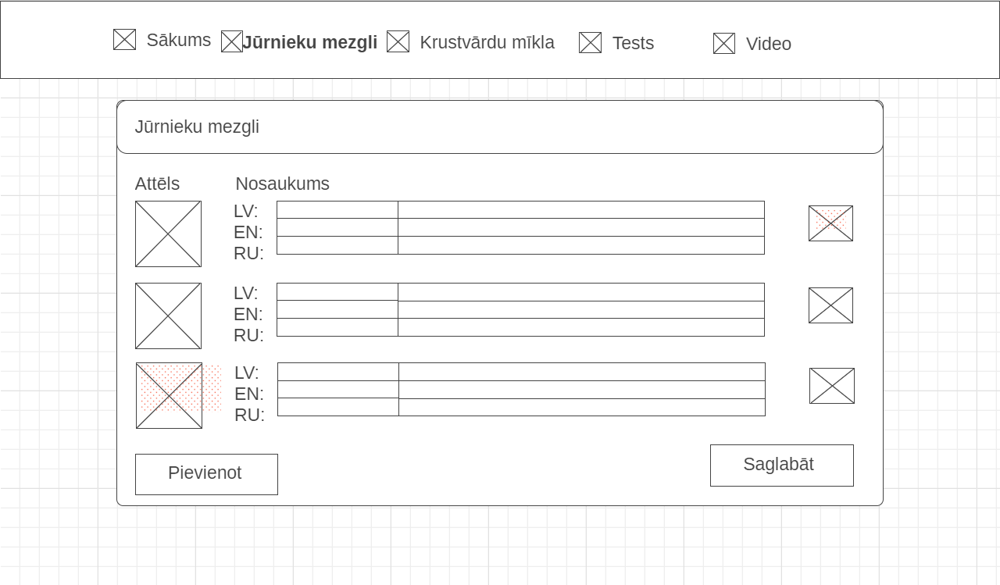 Sākums Jūrnieku mezgli Krustvārdu mīkla Tests Video
Jūrnieku mezgli
Attēls Nosaukums
LV:
EN:
RU:
LV:
EN:
RU:
LV:
EN:
RU:
Pievienot Saglabāt